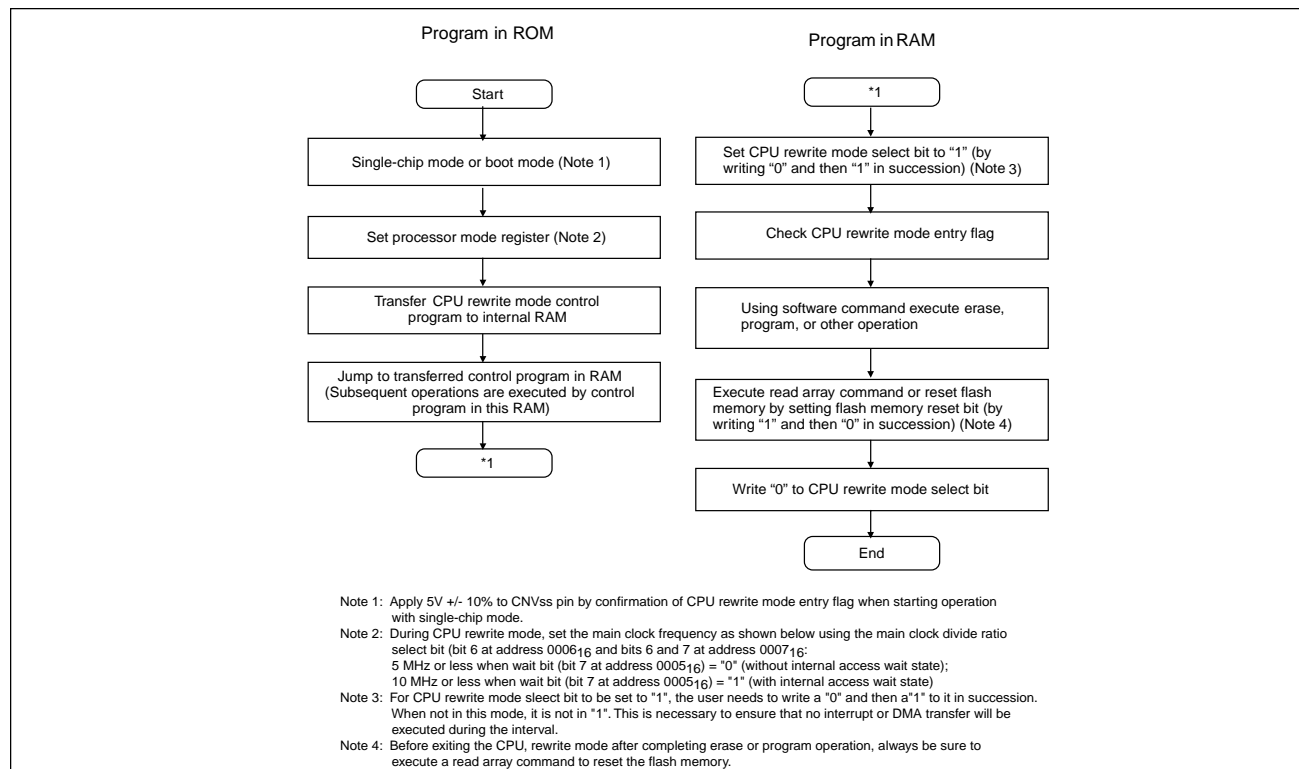 Program in ROM
Start
Single-chip mode or boot mode (Note 1)
Set processor mode register (Note 2)
Transfer CPU rewrite mode control
program to internal RAM
Jump to transferred control program in RAM
(Subsequent operations are executed by control
program in this RAM)
*1
Program in RAM
*1
Set CPU rewrite mode select bit to “1” (by
writing “0” and then “1” in succession) (Note 3)
Check CPU rewrite mode entry flag
Using software command execute erase,
program, or other operation
Execute read array command or reset flash
memory by setting flash memory reset bit (by
writing “1” and then “0” in succession) (Note 4)
Write “0” to CPU rewrite mode select bit
End
Note 1: Apply 5V +/- 10% to CNVss pin by confirmation of CPU rewrite mode entry flag when starting operation
with single-chip mode.
Note 2: During CPU rewrite mode, set the main clock frequency as shown below using the main clock divide ratio
select bit (bit 6 at address 0006₁₆ and bits 6 and 7 at address 0007₁₆:
5 MHz or less when wait bit (bit 7 at address 0005₁₆) = "0" (without internal access wait state);
10 MHz or less when wait bit (bit 7 at address 0005₁₆) = "1" (with internal access wait state)
Note 3: For CPU rewrite mode sleect bit to be set to "1", the user needs to write a "0" and then a"1" to it in succession.
When not in this mode, it is not in "1". This is necessary to ensure that no interrupt or DMA transfer will be
executed during the interval.
Note 4: Before exiting the CPU, rewrite mode after completing erase or program operation, always be sure to
execute a read array command to reset the flash memory.